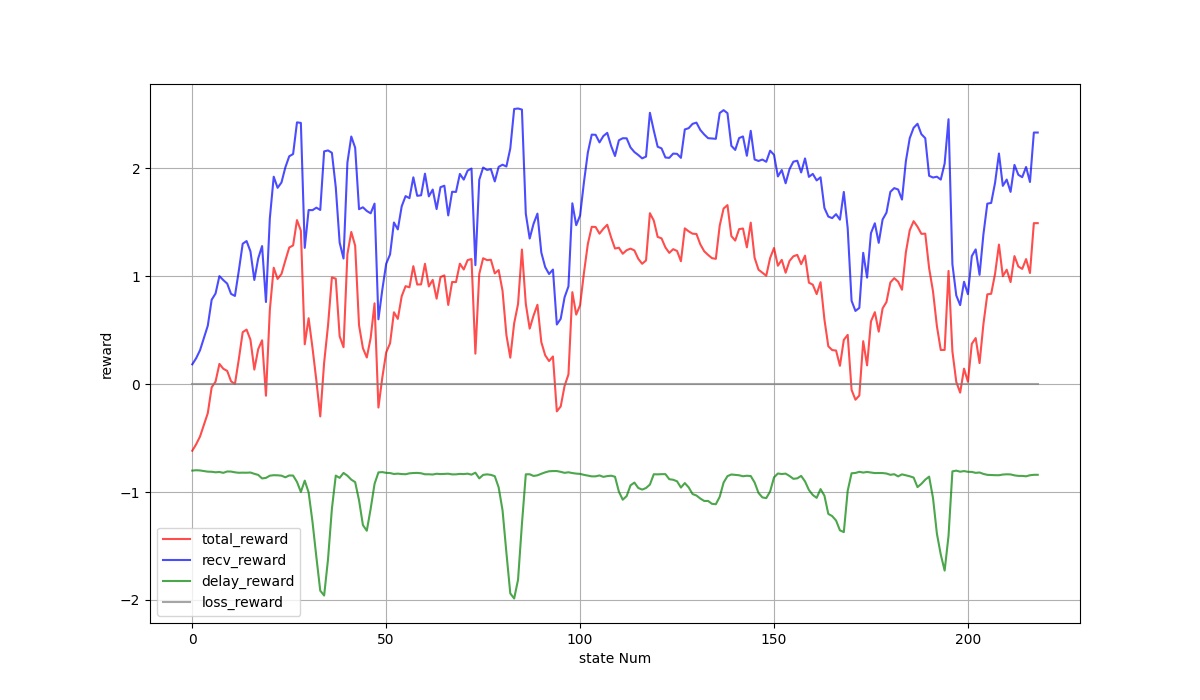 2
1
0
−1
−2
reward
total_reward
recv_reward
delay_reward
loss_reward
0 50 100 150 200
state Num